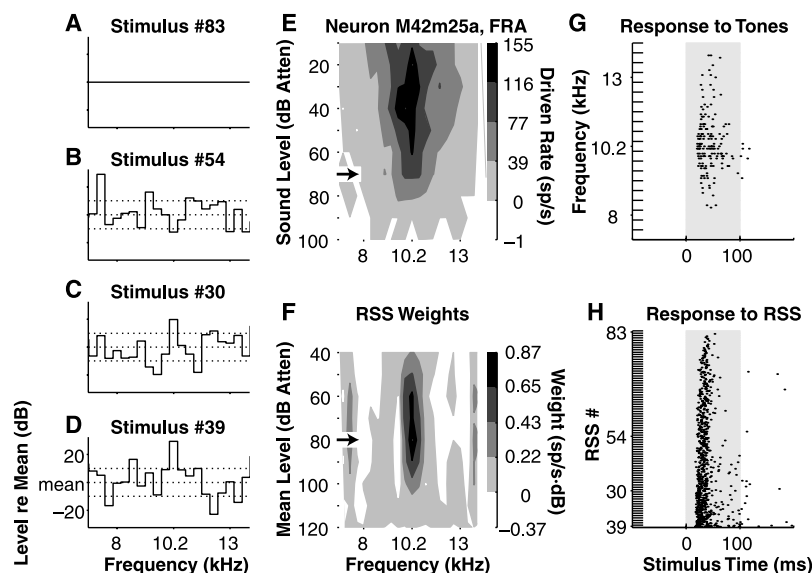 A Stimulus #83
B Stimulus #54
C Stimulus #30
D Stimulus #39
Level re Mean (dB)
20
mean
−20
8 10.2 13
Frequency (kHz)
E Neuron M42m25a, FRA
Sound Level (dB Atten)
20
40
60
80
100
8 10.2 13
155
116
77
39
0
−1
Driven Rate (sp/s)
F RSS Weights
Mean Level (dB Atten)
40
60
80
100
120
8 10.2 13
Frequency (kHz)
0.87
0.65
0.43
0.22
0
−0.37
Weight (sp/s·dB)
G Response to Tones
Frequency (kHz)
13
10.2
8
0 100
H Response to RSS
RSS #
83
54
30
39
0 100
Stimulus Time (ms)